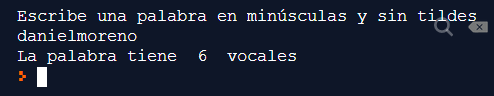 Escribe una palabra en minúsculas y sin tildes
danielmoreno
La palabra tiene  6  vocales